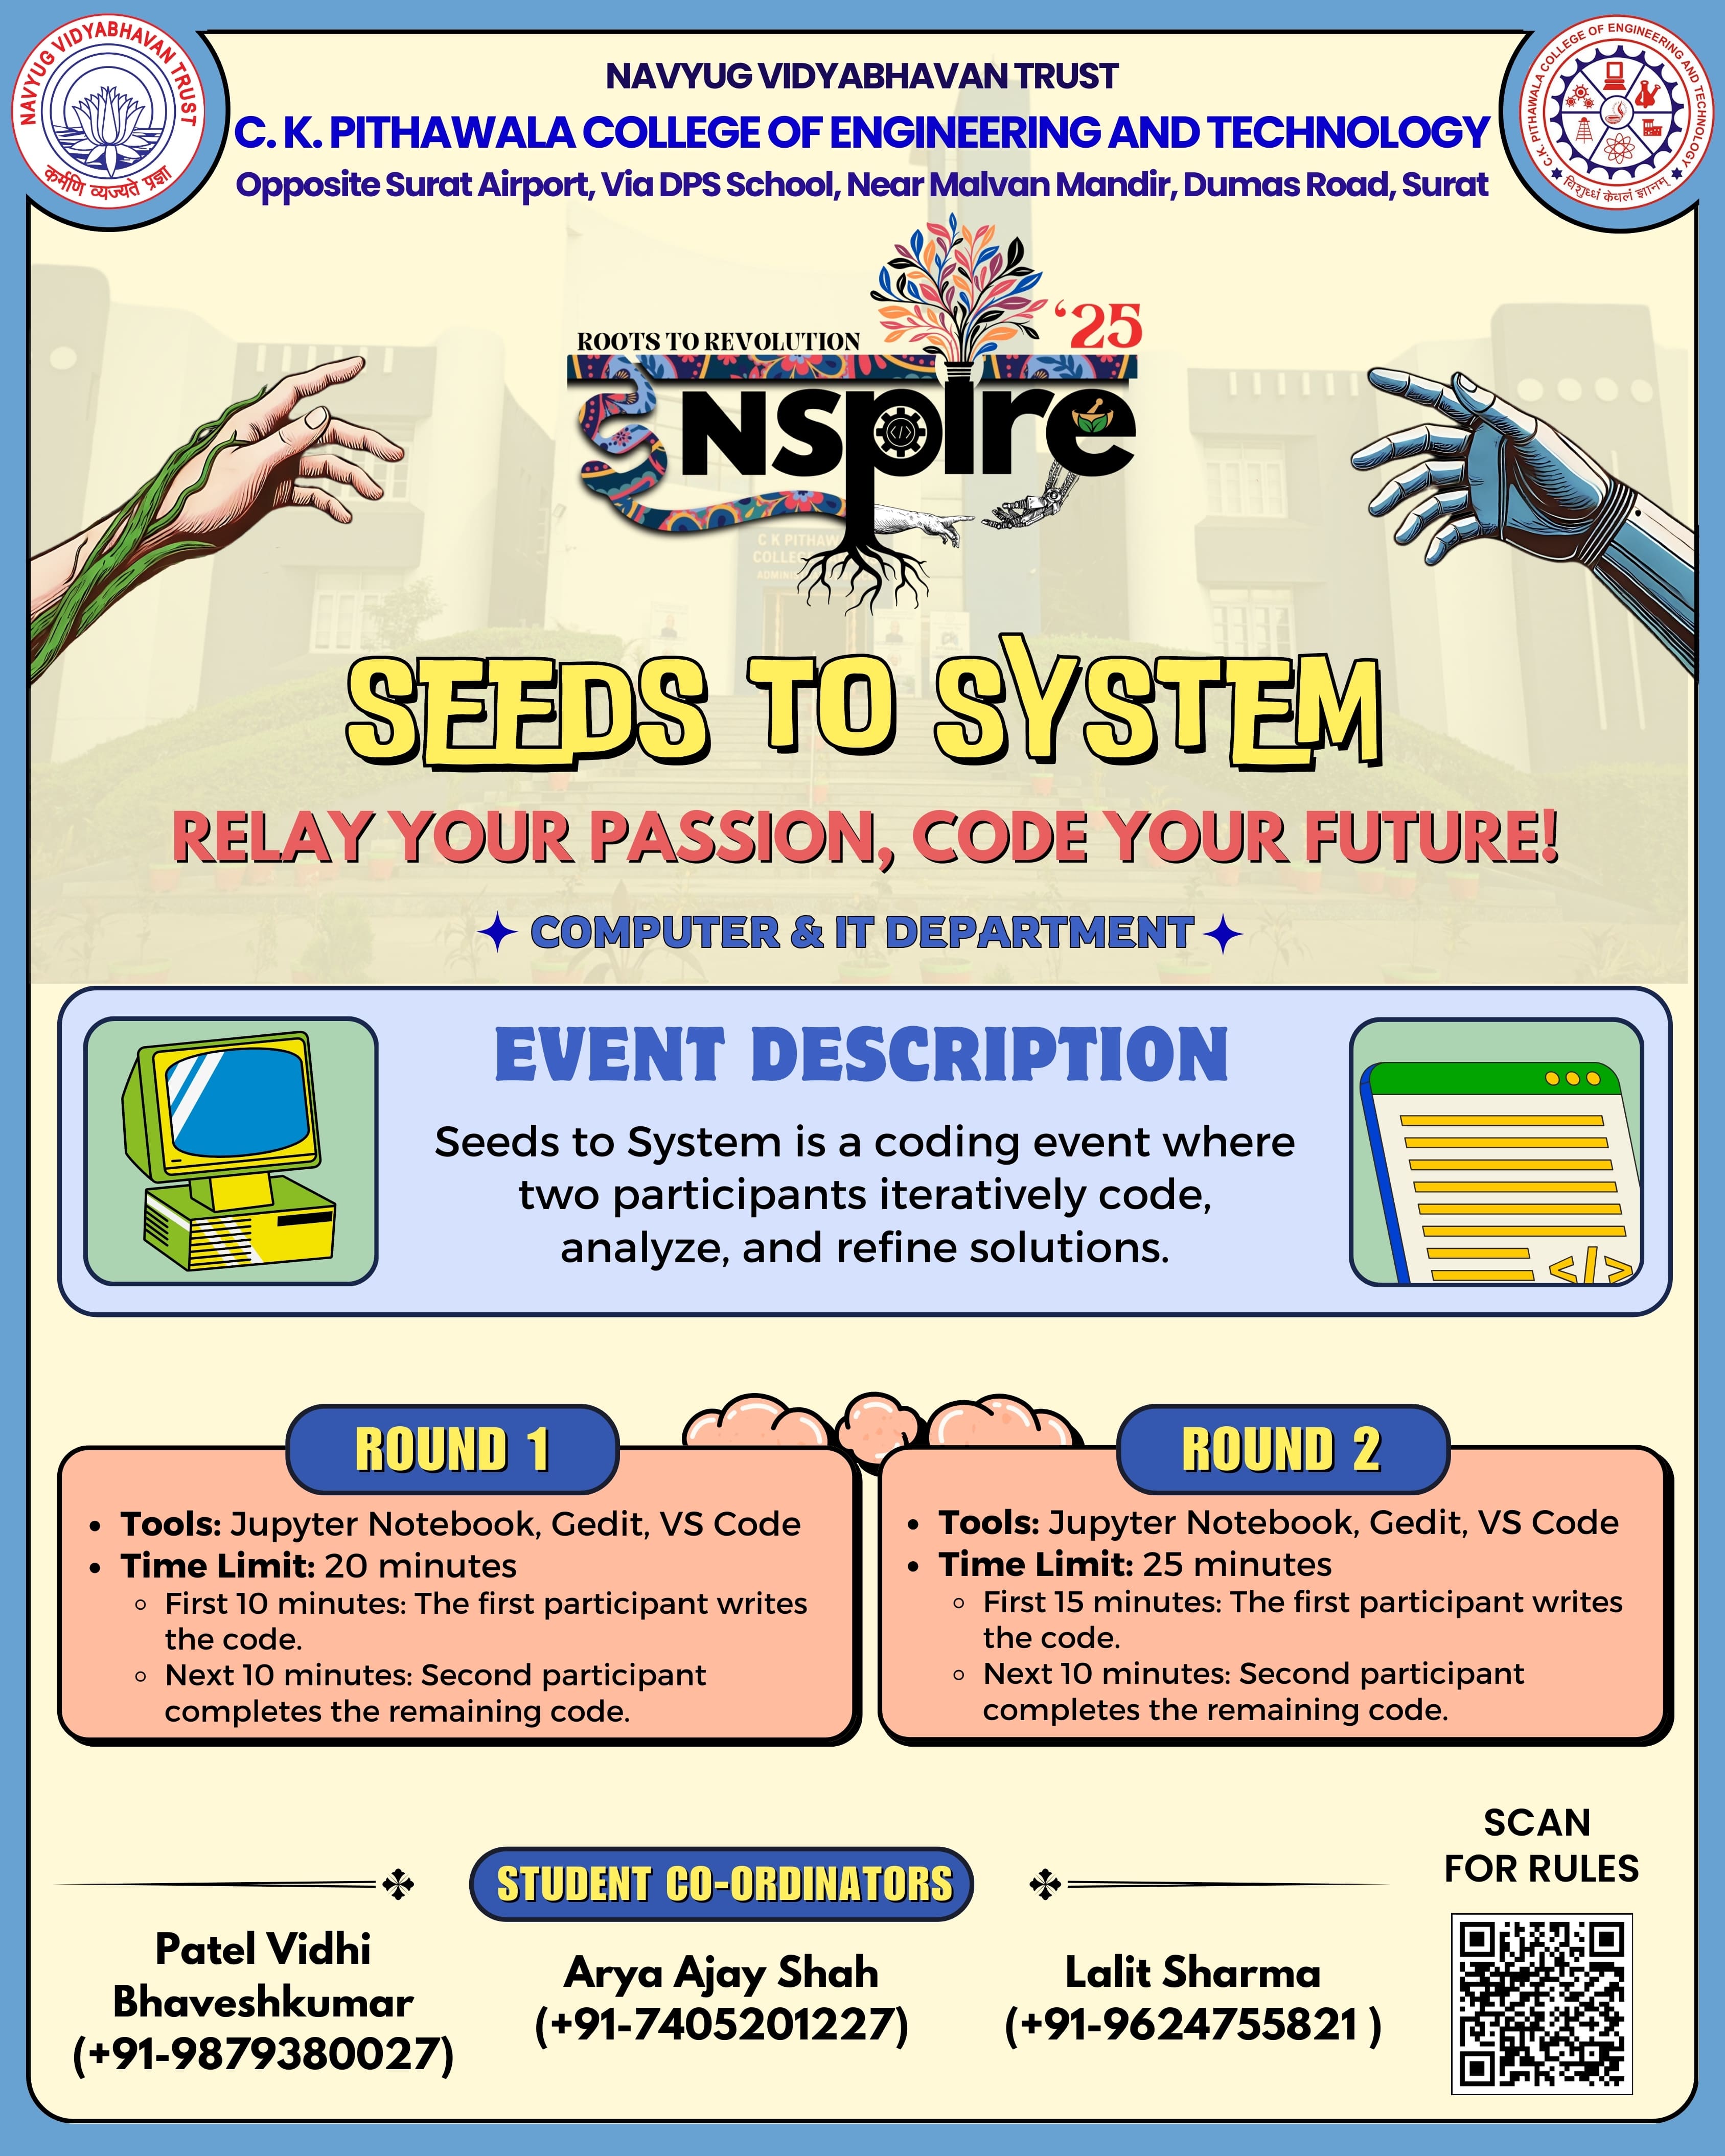 NAVYUG VIDYABHAVAN TRUST
कर्मणि व्यज्यते प्रज्ञा
C. K. PITHAWALA COLLEGE OF ENGINEERING AND TECHNOLOGY
विशुध्धं केवलं ज्ञानम्
NAVYUG VIDYABHAVAN TRUST
C. K. PITHAWALA COLLEGE OF ENGINEERING AND TECHNOLOGY
Opposite Surat Airport, Via DPS School, Near Malvan Mandir, Dumas Road, Surat
ROOTS TO REVOLUTION
‘25
ફNSpIre
C K PITHAW
COLLEGE
SEEDS TO SYSTEM
RELAY YOUR PASSION, CODE YOUR FUTURE!
COMPUTER & IT DEPARTMENT
EVENT DESCRIPTION
Seeds to System is a coding event where
two participants iteratively code,
analyze, and refine solutions.
</>
ROUND 1
• Tools: Jupyter Notebook, Gedit, VS Code
• Time Limit: 20 minutes
◦ First 10 minutes: The first participant writes
the code.
◦ Next 10 minutes: Second participant
completes the remaining code.
ROUND 2
• Tools: Jupyter Notebook, Gedit, VS Code
• Time Limit: 25 minutes
◦ First 15 minutes: The first participant writes
the code.
◦ Next 10 minutes: Second participant
completes the remaining code.
SCAN
FOR RULES
STUDENT CO-ORDINATORS
Patel Vidhi
Bhaveshkumar
(+91-9879380027)
Arya Ajay Shah
(+91-7405201227)
Lalit Sharma
(+91-9624755821 )